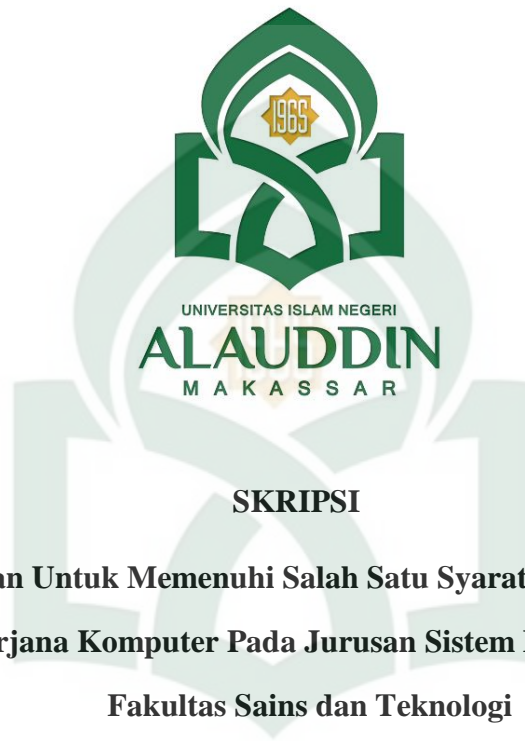 1965
UNIVERSITAS ISLAM NEGERI
ALAUDDIN
MAKASSAR
SKRIPSI
an Untuk Memenuhi Salah Satu Syarat
rjana Komputer Pada Jurusan Sistem
Fakultas Sains dan Teknologi